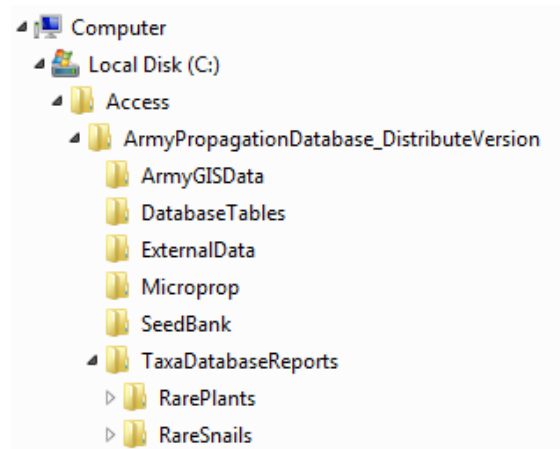 Computer
Local Disk (C:)
Access
ArmyPropagationDatabase_DistributeVersion
ArmyGISData
DatabaseTables
ExternalData
Microprop
SeedBank
TaxaDatabaseReports
RarePlants
RareSnails